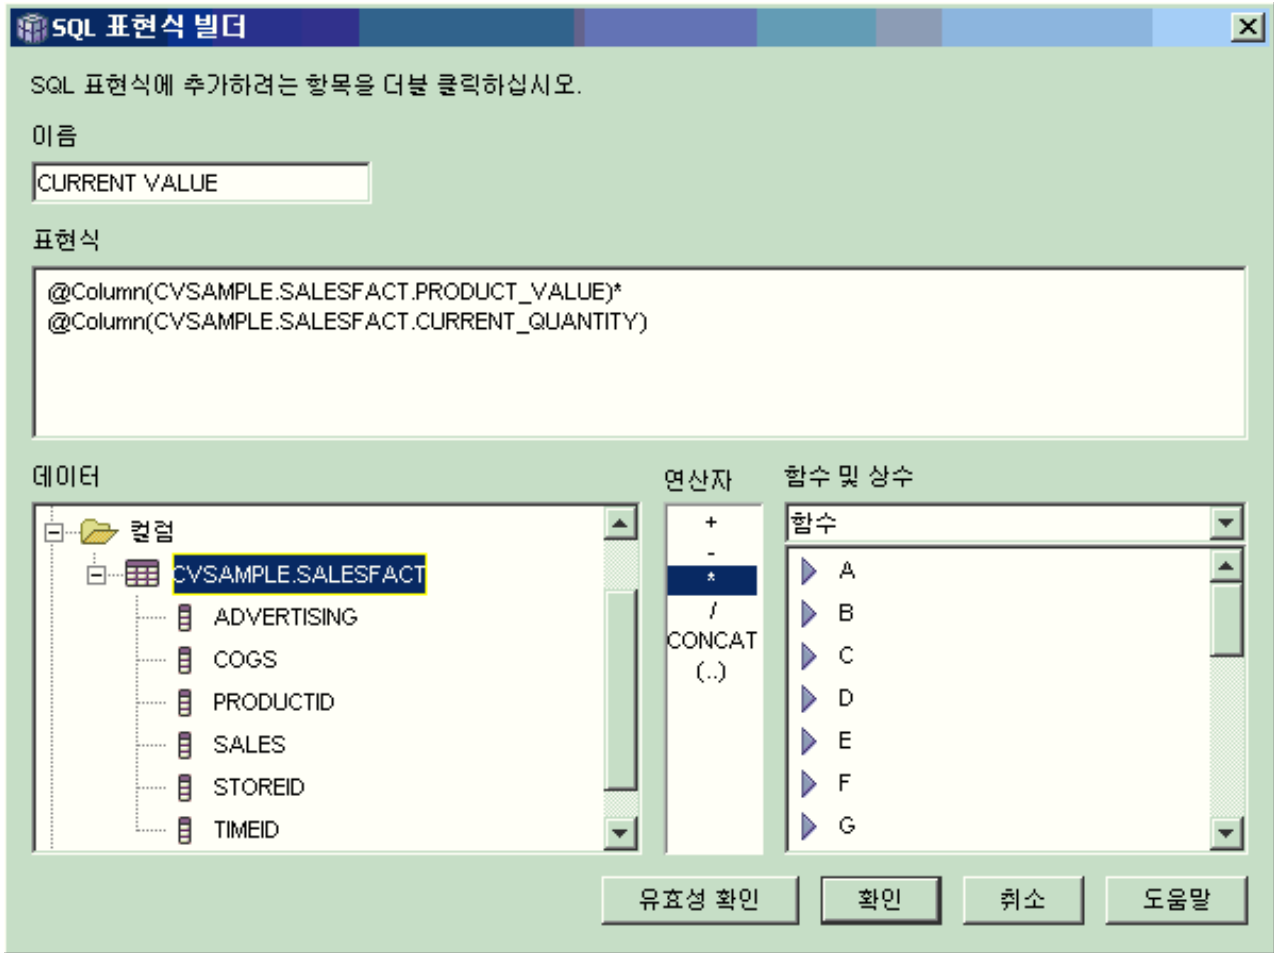 SQL 표현식 빌더
SQL 표현식에 추가하려는 항목을 더블 클릭하십시오.
이름
CURRENT VALUE
표현식
@Column(CVSAMPLE.SALESFACT.PRODUCT_VALUE)*
@Column(CVSAMPLE.SALESFACT.CURRENT_QUANTITY)
데이터
컬럼
CVSAMPLE.SALESFACT
ADVERTISING
COGS
PRODUCTID
SALES
STOREID
TIMEID
연산자
+
-
*
/
CONCAT
(..)
함수 및 상수
함수
A
B
C
D
E
F
G
유효성 확인
확인
취소
도움말